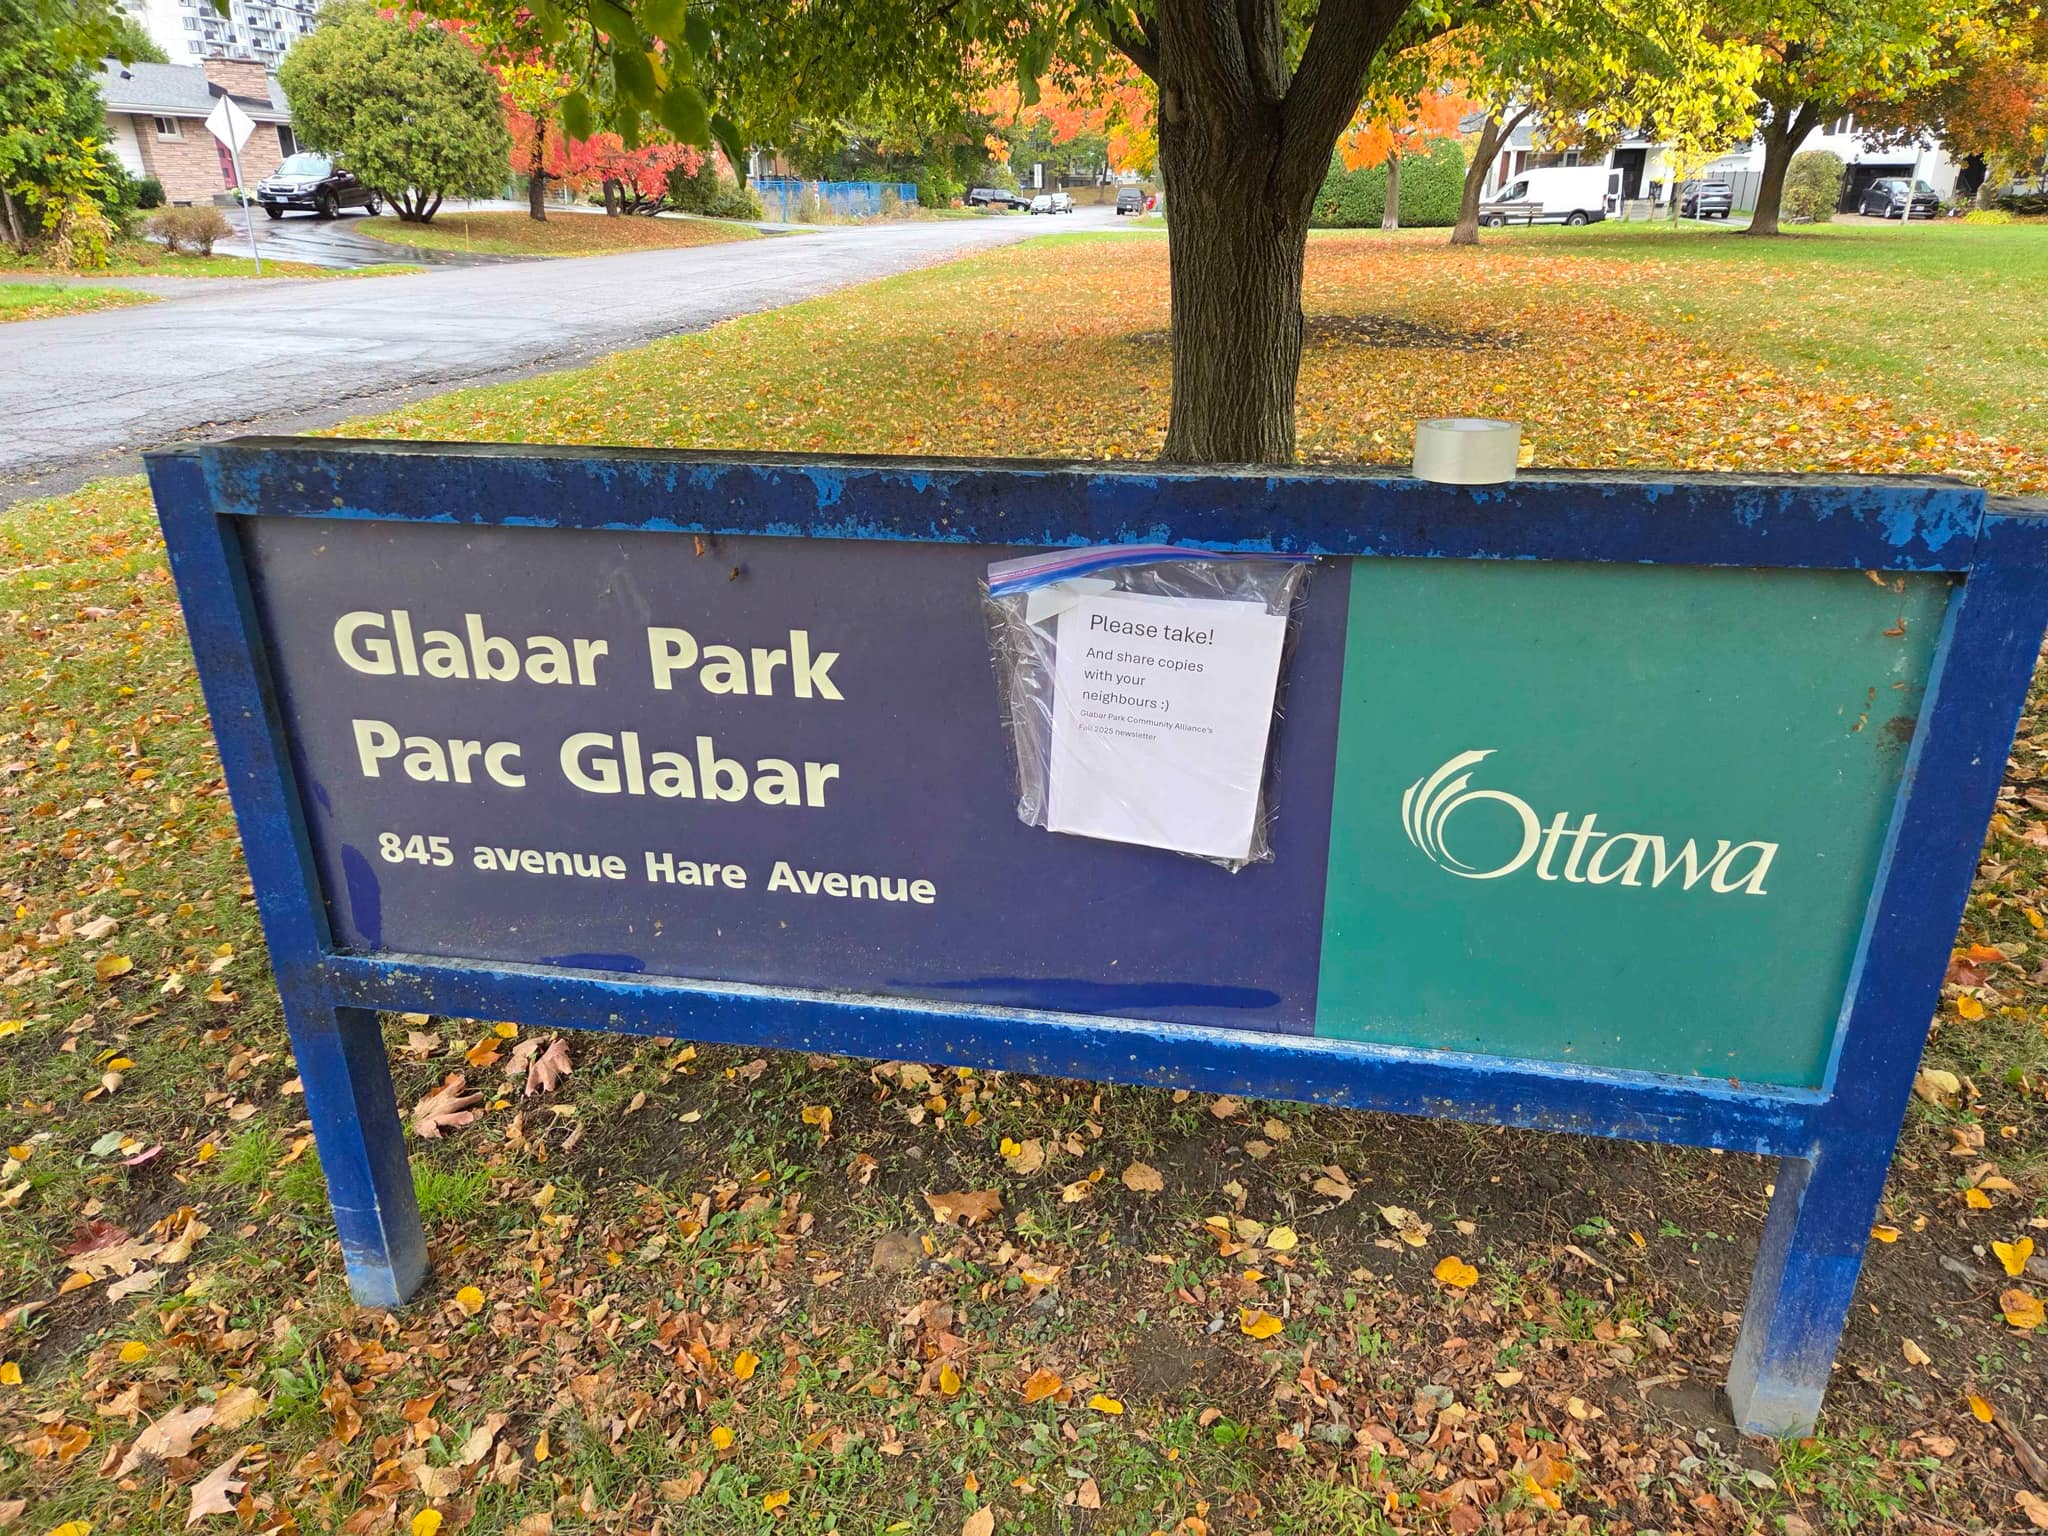 Glabar Park
Parc Glabar
845 avenue Hare Avenue
Please take!
And share copies
with your
neighbours :)
Glabar Park Community Alliance's
Fall 2025 newsletter
Ottawa